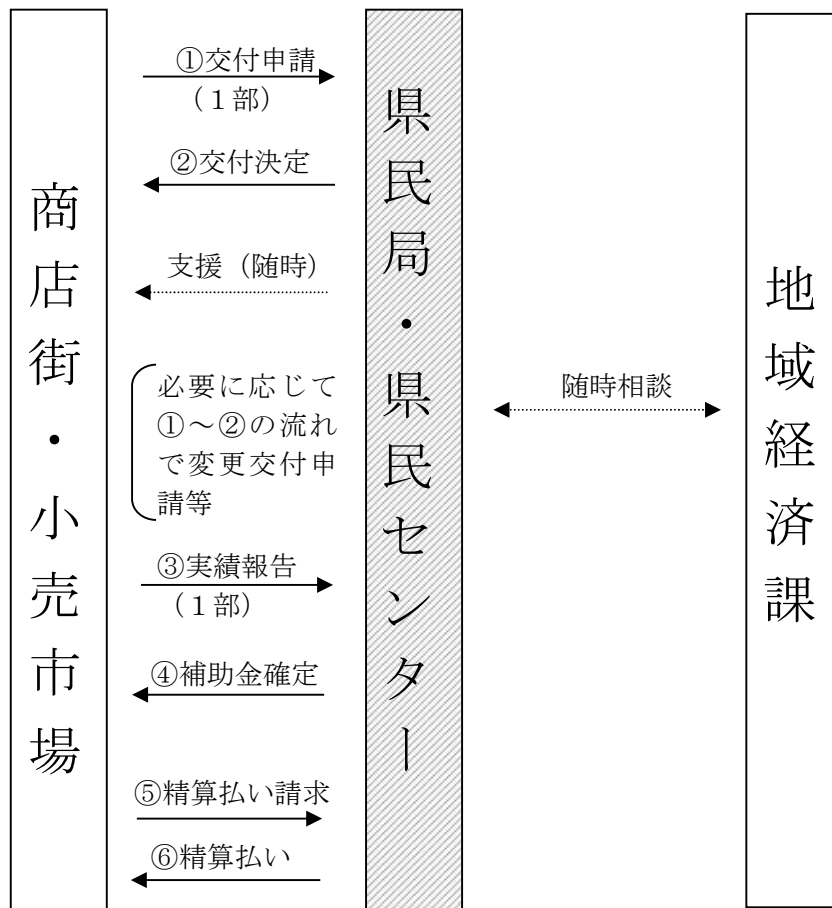 商店街・小売市場
①交付申請
（１部）
②交付決定
支援（随時）
必要に応じて
①～②の流れ
で変更交付申
請等
③実績報告
（１部）
④補助金確定
⑤精算払い請求
⑥精算払い
県民局・県民センター
随時相談
地域経済課